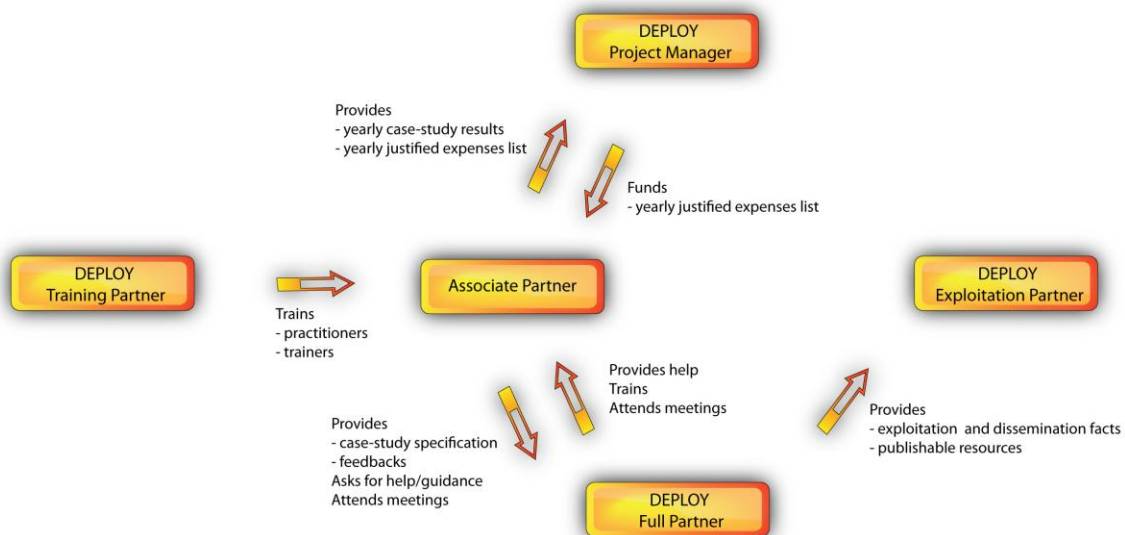 DEPLOY
Project Manager
Provides
- yearly case-study results
- yearly justified expenses list
Funds
- yearly justified expenses list
DEPLOY
Training Partner
Associate Partner
DEPLOY
Exploitation Partner
Trains
- practitioners
- trainers
Provides help
Trains
Attends meetings
Provides
- case-study specification
- feedbacks
Asks for help/guidance
Attends meetings
Provides
- exploitation and dissemination facts
- publishable resources
DEPLOY
Full Partner